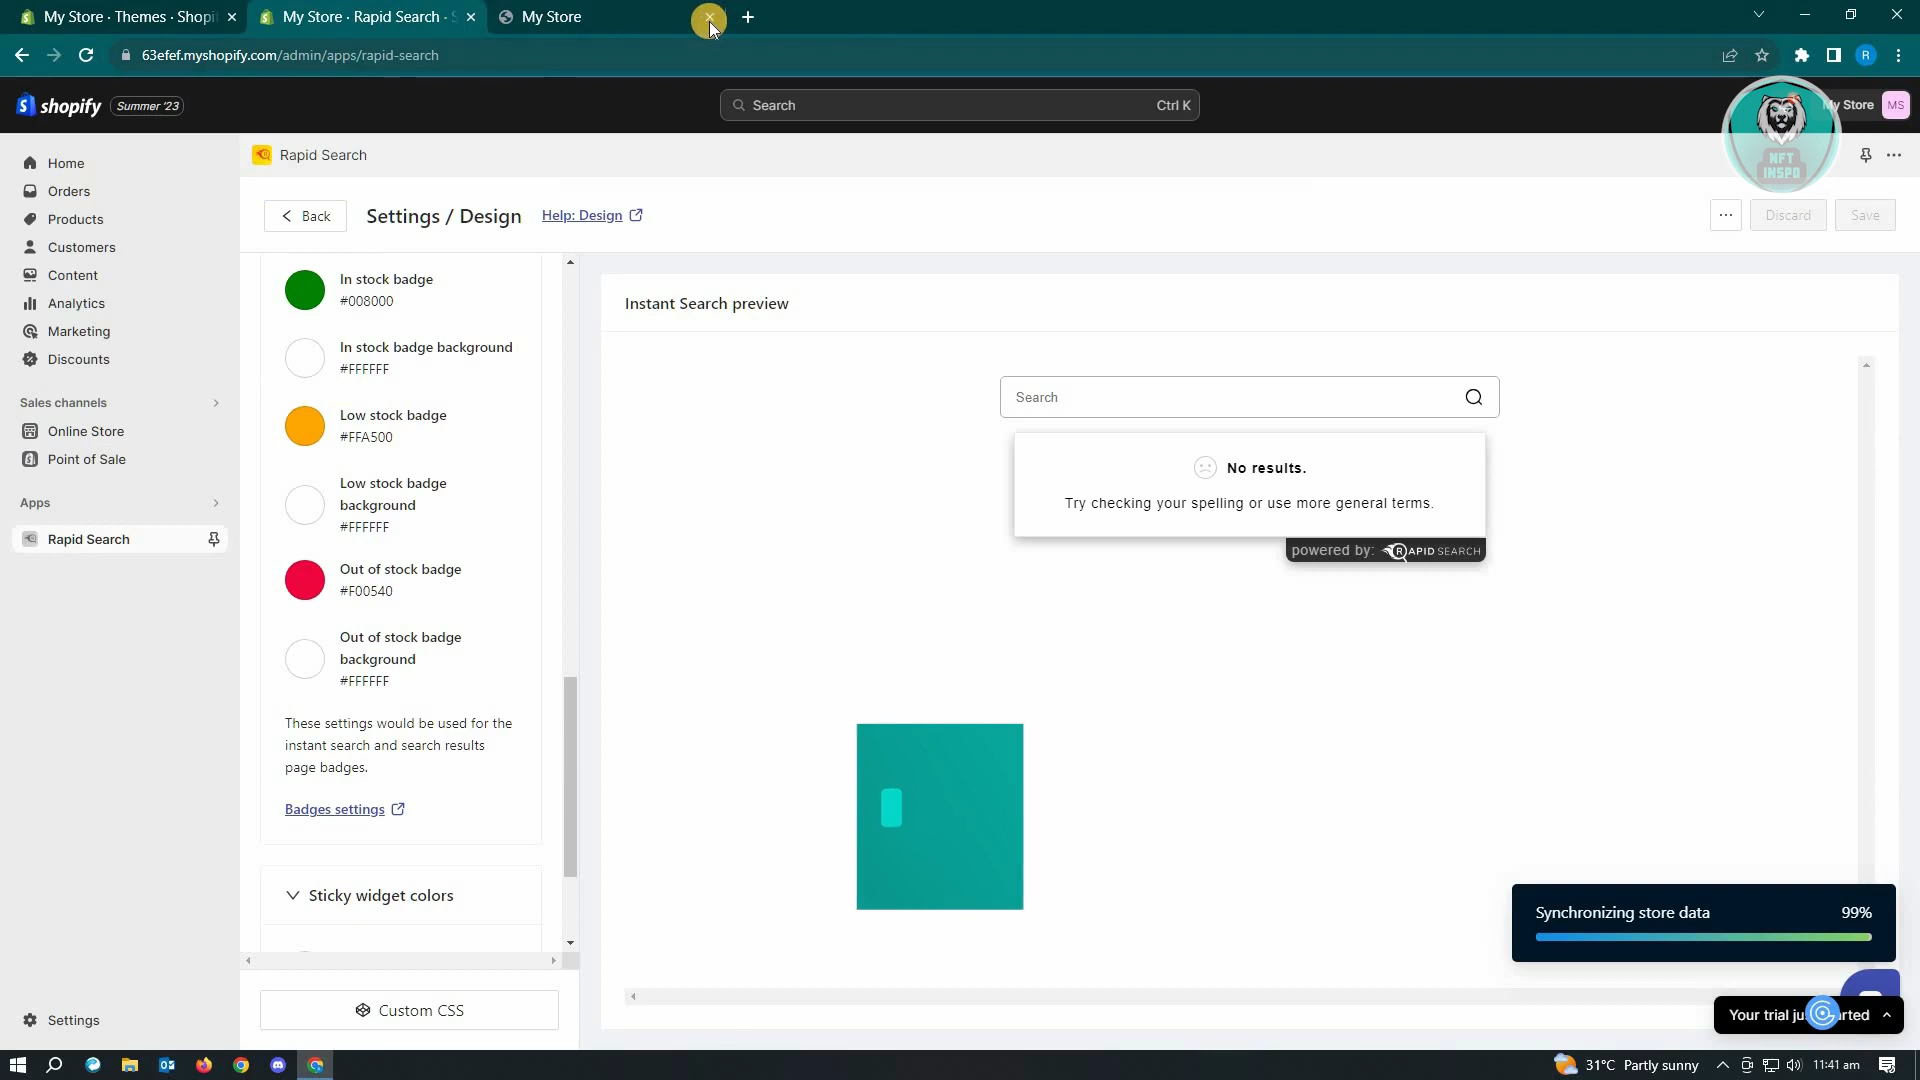 My Store · Themes · Shopi
My Store · Rapid Search · S
My Store
63efef.myshopify.com/admin/apps/rapid-search
R
shopify
Summer '23
Search
Ctrl K
My Store
MS
NFT
INSPO
Home
Orders
Products
Customers
Content
Analytics
Marketing
Discounts
Sales channels
Online Store
Point of Sale
Apps
Rapid Search
Settings
Rapid Search
Back
Settings / Design
Help: Design
Discard
Save
In stock badge
#008000
In stock badge background
#FFFFFF
Low stock badge
#FFA500
Low stock badge
background
#FFFFFF
Out of stock badge
#F00540
Out of stock badge
background
#FFFFFF
These settings would be used for the
instant search and search results
page badges.
Badges settings
Sticky widget colors
Custom CSS
Instant Search preview
Search
No results.
Try checking your spelling or use more general terms.
powered by: RAPID SEARCH
Synchronizing store data
99%
Your trial ju rted
31°C Partly sunny
11:41 am